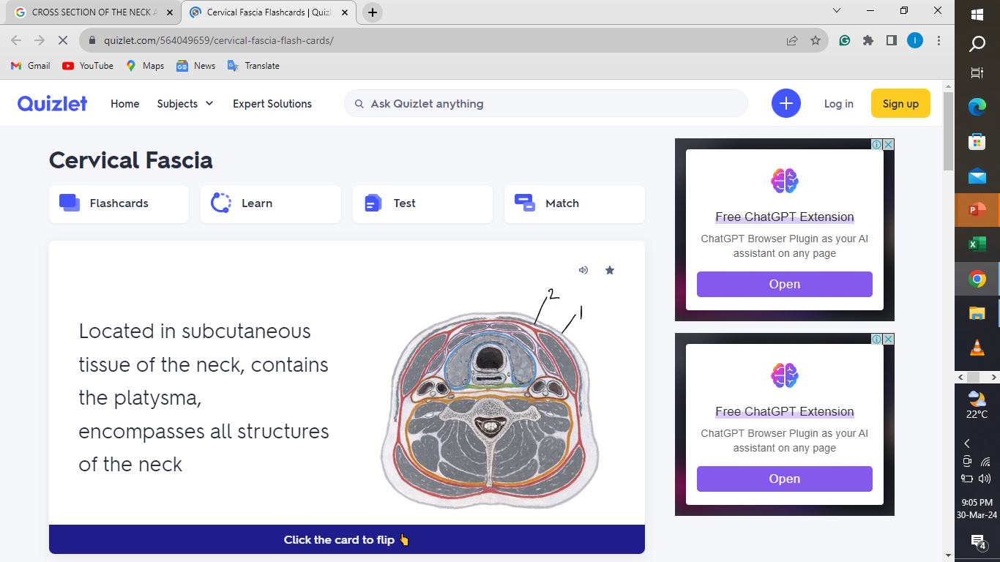 CROSS SECTION OF THE NECK A
Cervical Fascia Flashcards | Quizl
quizlet.com/564049659/cervical-fascia-flash-cards/
I
Gmail
YouTube
Maps
News
Translate
Quizlet
Home
Subjects
Expert Solutions
Ask Quizlet anything
Log in
Sign up
Cervical Fascia
Flashcards
Learn
Test
Match
Located in subcutaneous
tissue of the neck, contains
the platysma,
encompasses all structures
of the neck
2
1
Click the card to flip
Free ChatGPT Extension
ChatGPT Browser Plugin as your AI
assistant on any page
Open
Free ChatGPT Extension
ChatGPT Browser Plugin as your AI
assistant on any page
Open
22°C
9:05 PM
30-Mar-24
4